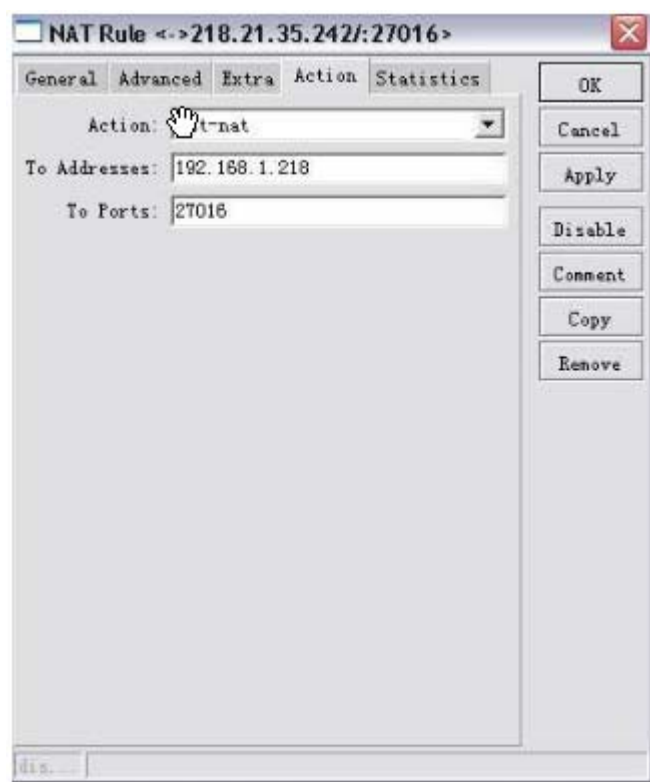 NAT Rule <->218.21.35.242/:27016>
General Advanced Extra Action Statistics
OK
Action: t-nat
Cancel
To Addresses: 192.168.1.218
Apply
To Ports: 27016
Disable
Comment
Copy
Remove
dis...